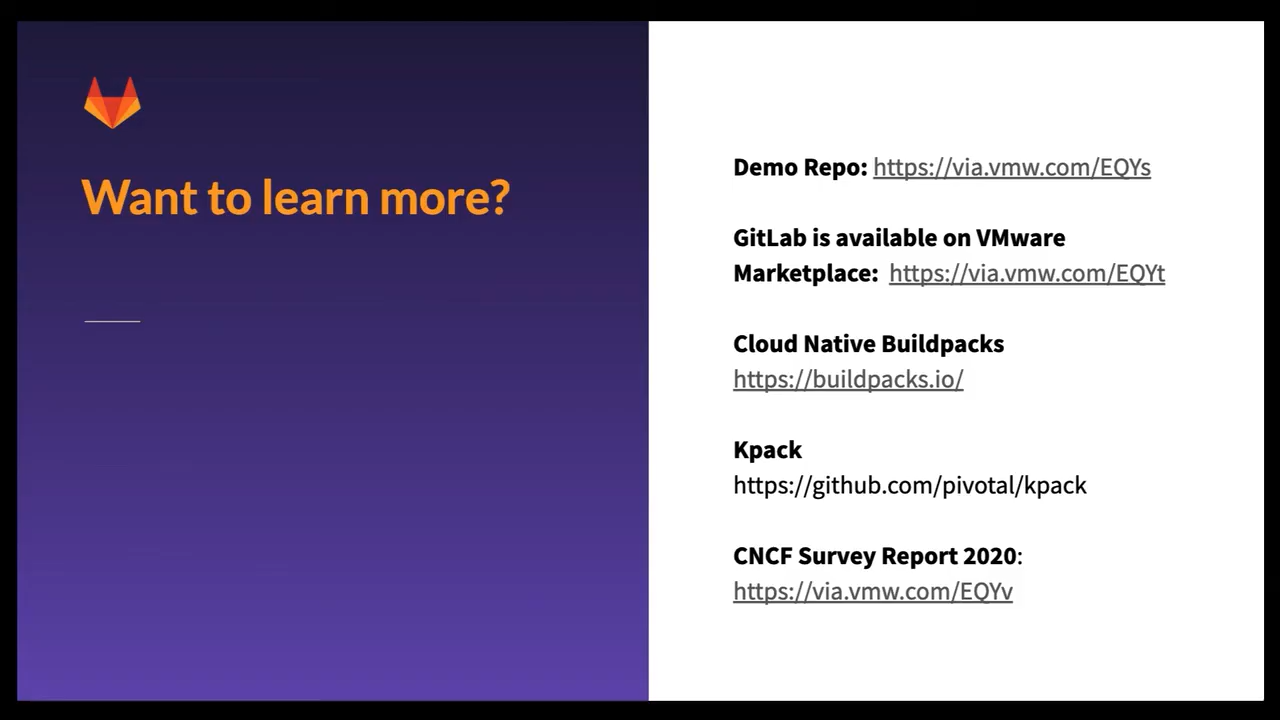 Want to learn more?
Demo Repo: https://via.vmw.com/EQYs
GitLab is available on VMware
Marketplace: https://via.vmw.com/EQYt
Cloud Native Buildpacks
https://buildpacks.io/
Kpack
https://github.com/pivotal/kpack
CNCF Survey Report 2020:
https://via.vmw.com/EQYv